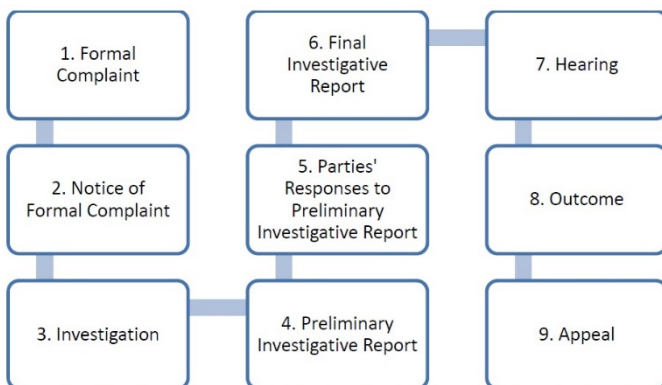 1. Formal
Complaint
2. Notice of
Formal Complaint
3. Investigation
4. Preliminary
Investigative Report
5. Parties'
Responses to
Preliminary
Investigative Report
6. Final
Investigative
Report
7. Hearing
8. Outcome
9. Appeal